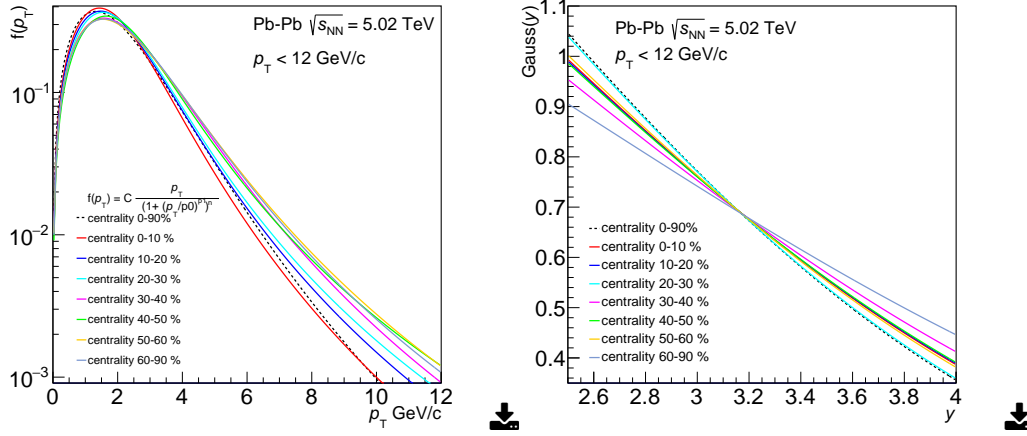 f(p_T)
Pb-Pb √s_NN = 5.02 TeV
p_T < 12 GeV/c
10⁻¹
10⁻²
10⁻³
f(p_T) = C p_T / (1+ (p_T/p0)^p1)^n
centrality 0-90%
centrality 0-10 %
centrality 10-20 %
centrality 20-30 %
centrality 30-40 %
centrality 40-50 %
centrality 50-60 %
centrality 60-90 %
0 2 4 6 8 10 12
p_T GeV/c
Gauss(y)
Pb-Pb √s_NN = 5.02 TeV
p_T < 12 GeV/c
1.1
1
0.9
0.8
0.7
0.6
0.5
0.4
centrality 0-90%
centrality 0-10 %
centrality 10-20 %
centrality 20-30 %
centrality 30-40 %
centrality 40-50 %
centrality 50-60 %
centrality 60-90 %
2.6 2.8 3 3.2 3.4 3.6 3.8 4
y